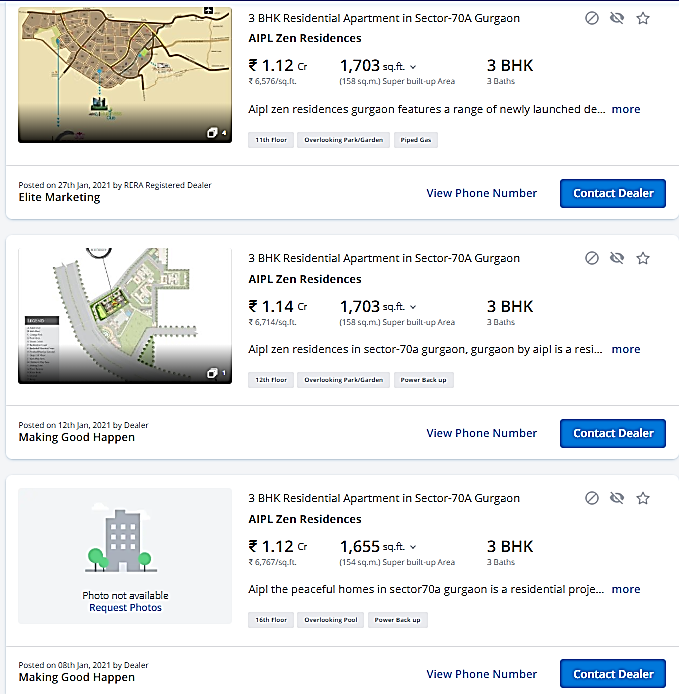 3 BHK Residential Apartment in Sector-70A Gurgaon
AIPL Zen Residences
₹ 1.12 Cr
1,703 sq.ft.
3 BHK
₹ 6,576/sq.ft.
(158 sq.m.) Super built-up Area
3 Baths
Aipl zen residences gurgaon features a range of newly launched de... more
4
11th Floor
Overlooking Park/Garden
Piped Gas
Posted on 27th Jan, 2021 by RERA Registered Dealer
Elite Marketing
View Phone Number
Contact Dealer
3 BHK Residential Apartment in Sector-70A Gurgaon
AIPL Zen Residences
₹ 1.14 Cr
1,703 sq.ft.
3 BHK
₹ 6,714/sq.ft.
(158 sq.m.) Super built-up Area
3 Baths
LEGEND
Aipl zen residences in sector-70a gurgaon, gurgaon by aipl is a resi... more
1
12th Floor
Overlooking Park/Garden
Power Back up
Posted on 12th Jan, 2021 by Dealer
Making Good Happen
View Phone Number
Contact Dealer
3 BHK Residential Apartment in Sector-70A Gurgaon
AIPL Zen Residences
₹ 1.12 Cr
1,655 sq.ft.
3 BHK
₹ 6,767/sq.ft.
(154 sq.m.) Super built-up Area
3 Baths
Aipl the peaceful homes in sector70a gurgaon is a residential proje... more
Photo not available
Request Photos
16th Floor
Overlooking Pool
Power Back up
Posted on 08th Jan, 2021 by Dealer
Making Good Happen
View Phone Number
Contact Dealer